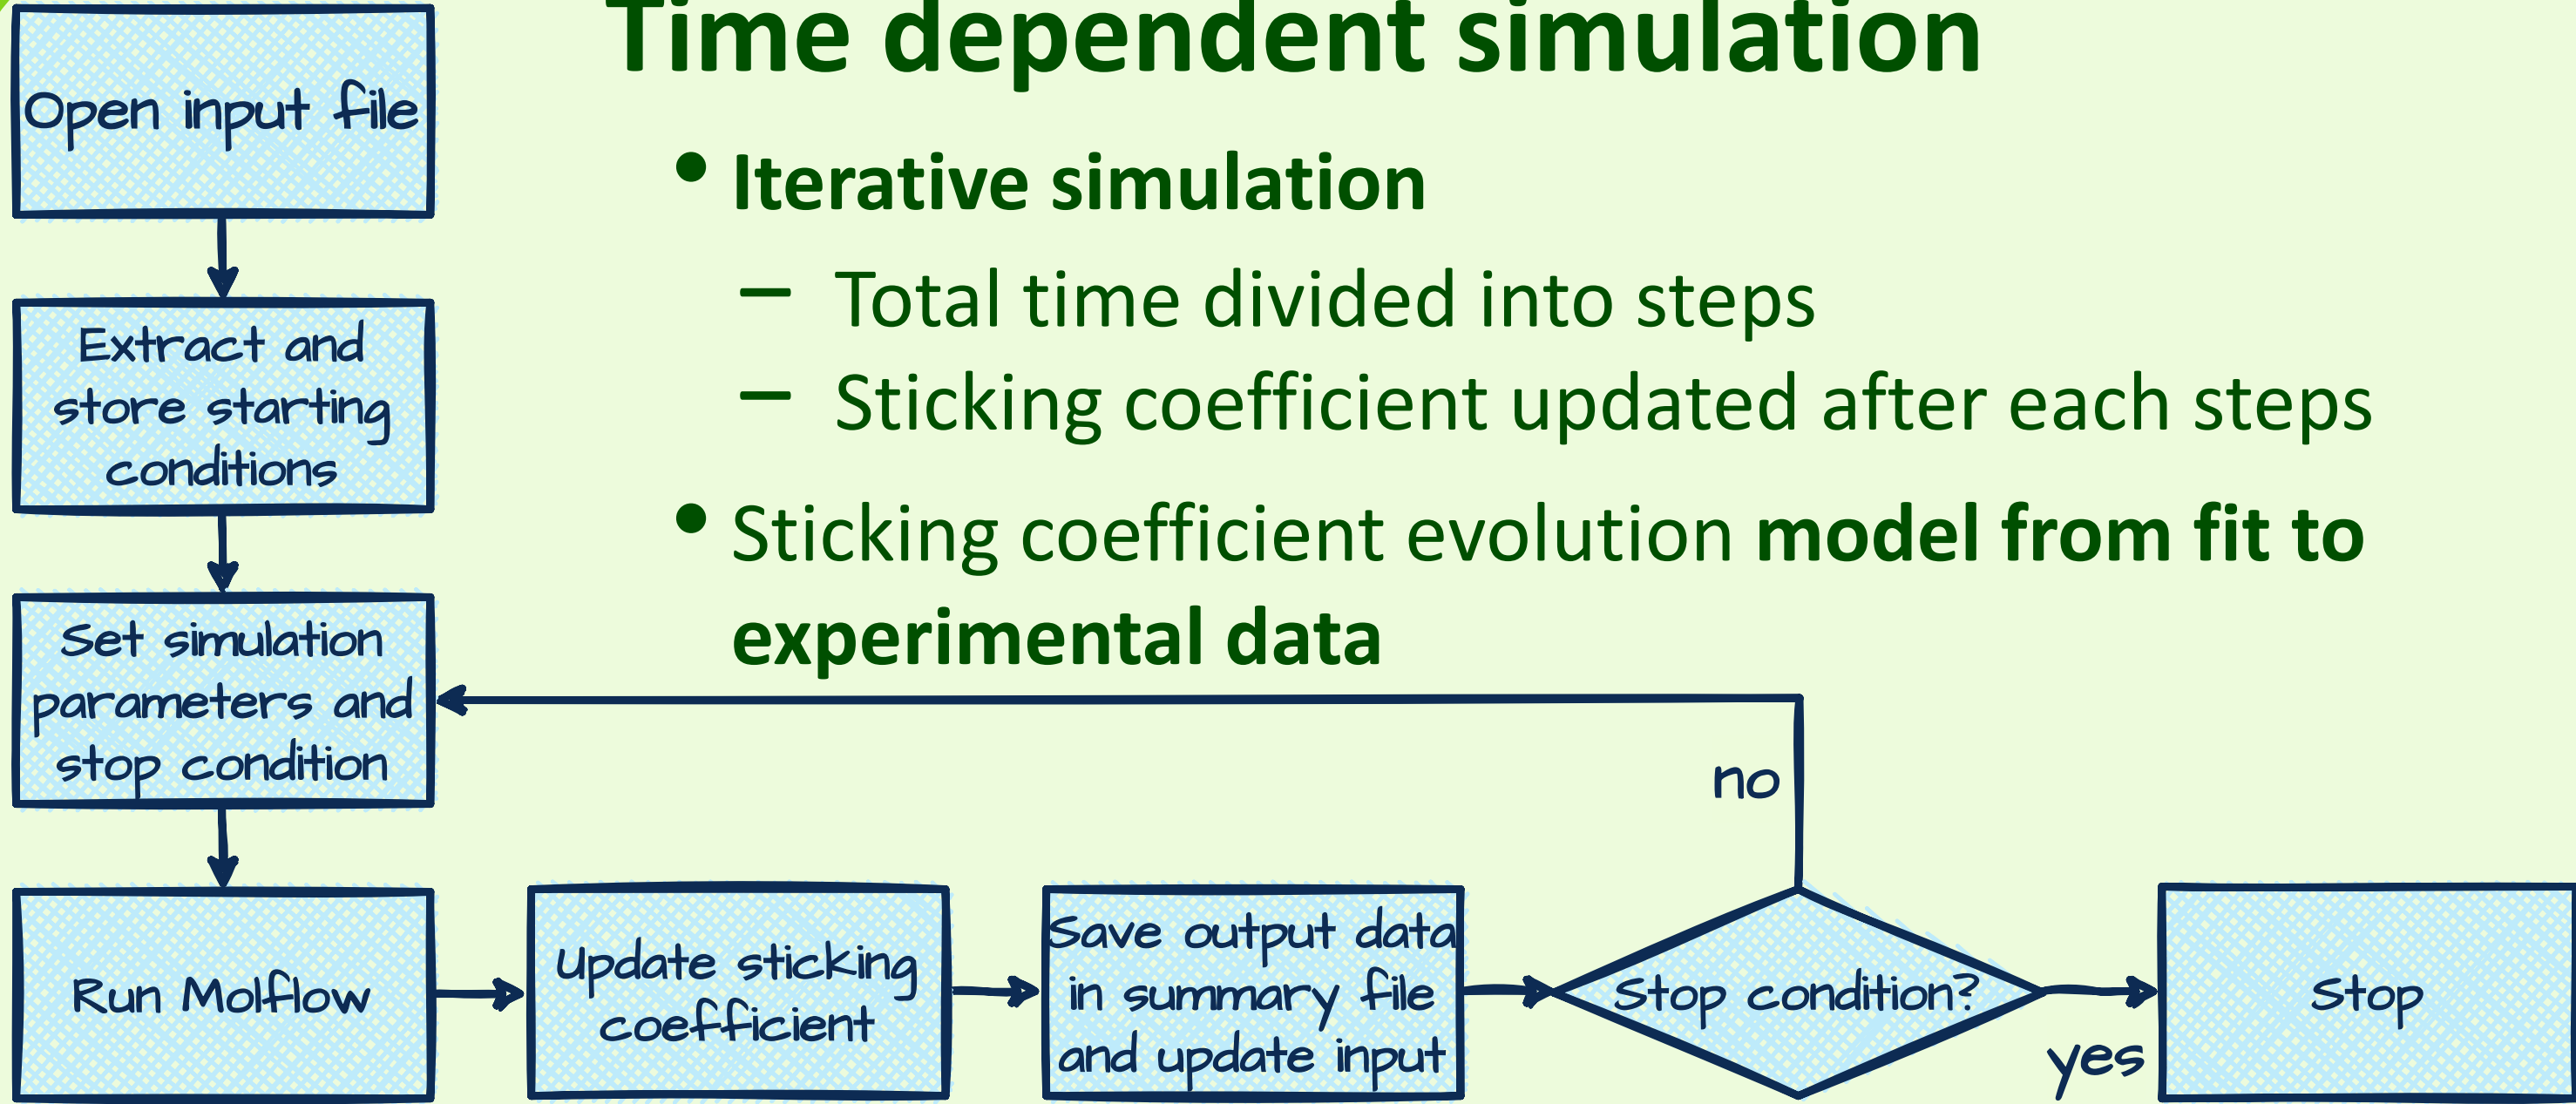 Time dependent simulation
• Iterative simulation
– Total time divided into steps
– Sticking coefficient updated after each steps
• Sticking coefficient evolution model from fit to
experimental data
Open input file
Extract and
store starting
conditions
Set simulation
parameters and
stop condition
Run Molflow
Update sticking
coefficient
Save output data
in summary file
and update input
Stop condition?
no
yes
Stop